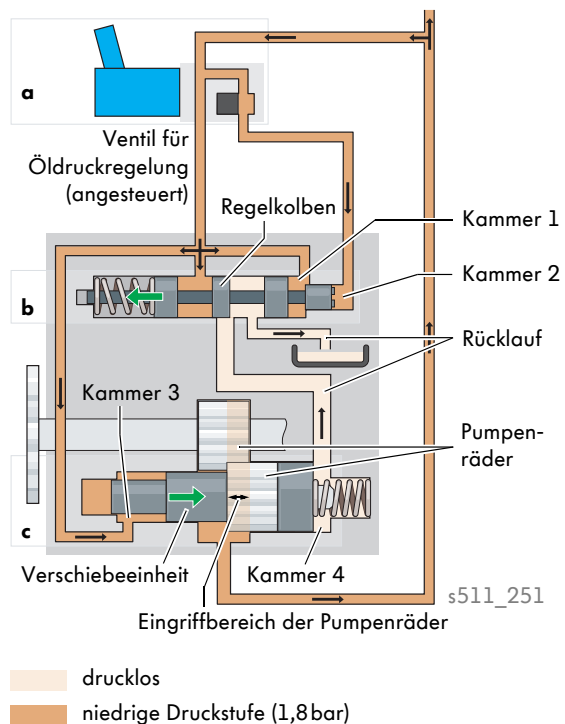 a
Ventil für
Öldruckregelung
(angesteuert)
Regelkolben
Kammer 1
Kammer 2
b
Rücklauf
Kammer 3
Pumpen-
räder
c
Verschiebeeinheit
Kammer 4
s511_251
Eingriffbereich der Pumpenräder
drucklos
niedrige Druckstufe (1,8 bar)